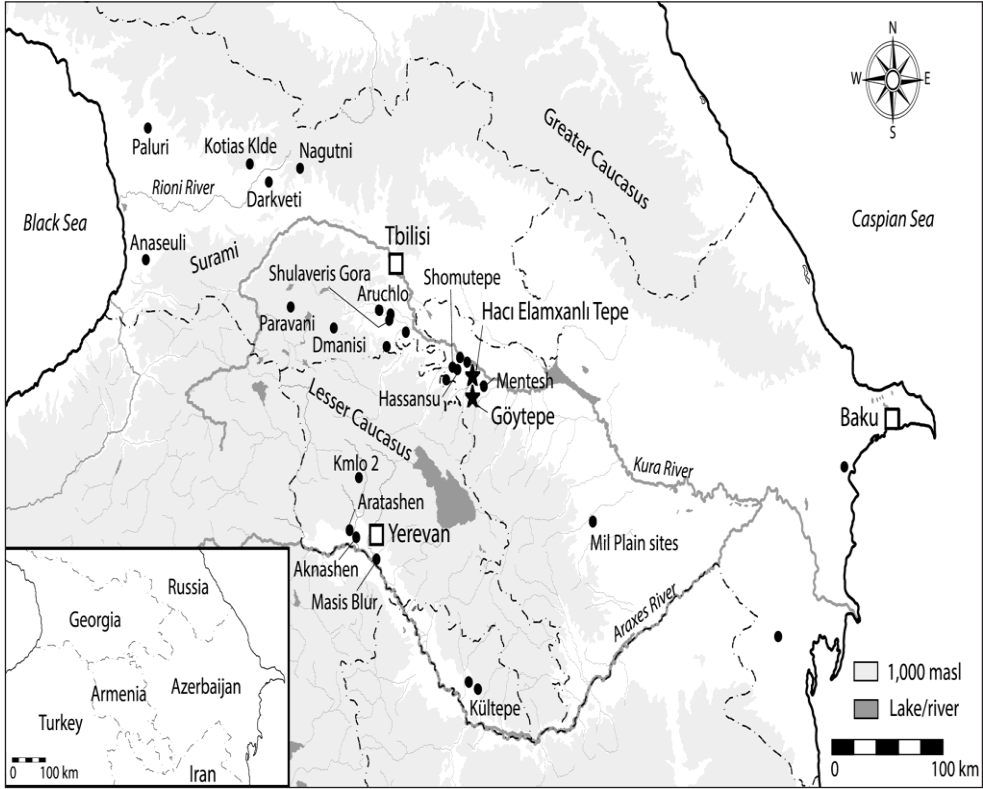 N
W E
S
Greater Caucasus
Paluri
Kotias Klde
Nagutni
Darkveti
Rioni River
Black Sea
Caspian Sea
Anaseuli
Surami
Tbilisi
Shulaveris Gora
Shomutepe
Aruchlo
Hacı Elamxanlı Tepe
Paravani
Dmanisi
Mentesh
Hassansu
Göytepe
Lesser Caucasus
Baku
Kmlo 2
Kura River
Aratashen
Yerevan
Mil Plain sites
Aknashen
Masis Blur
Araxes River
Kültepe
1,000 masl
Lake/river
0 100 km
Russia
Georgia
Armenia
Azerbaijan
Turkey
Iran
0 100 km